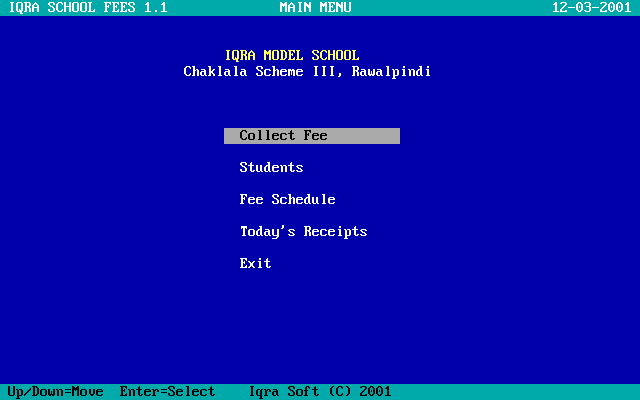 IQRA SCHOOL FEES 1.1 MAIN MENU 12-03-2001
IQRA MODEL SCHOOL
Chaklala Scheme III, Rawalpindi
Collect Fee
Students
Fee Schedule
Today's Receipts
Exit
Up/Down=Move Enter=Select Iqra Soft (C) 2001